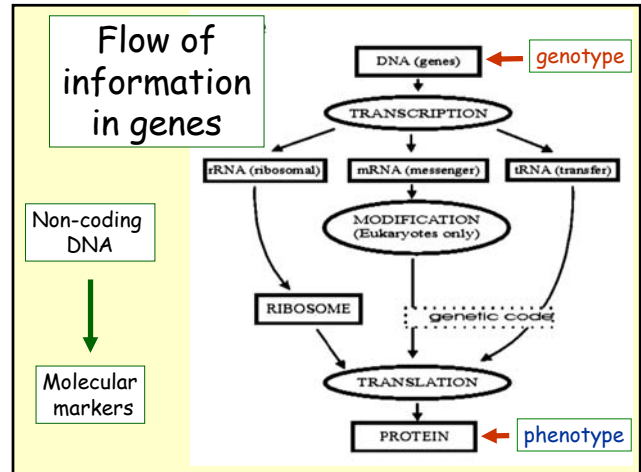 Flow of
information
in genes
DNA (genes)
genotype
TRANSCRIPTION
rRNA (ribosomal)
mRNA (messenger)
tRNA (transfer)
MODIFICATION
(Eukaryotes only)
Non-coding
DNA
RIBOSOME
genetic code
Molecular
markers
TRANSLATION
PROTEIN
phenotype